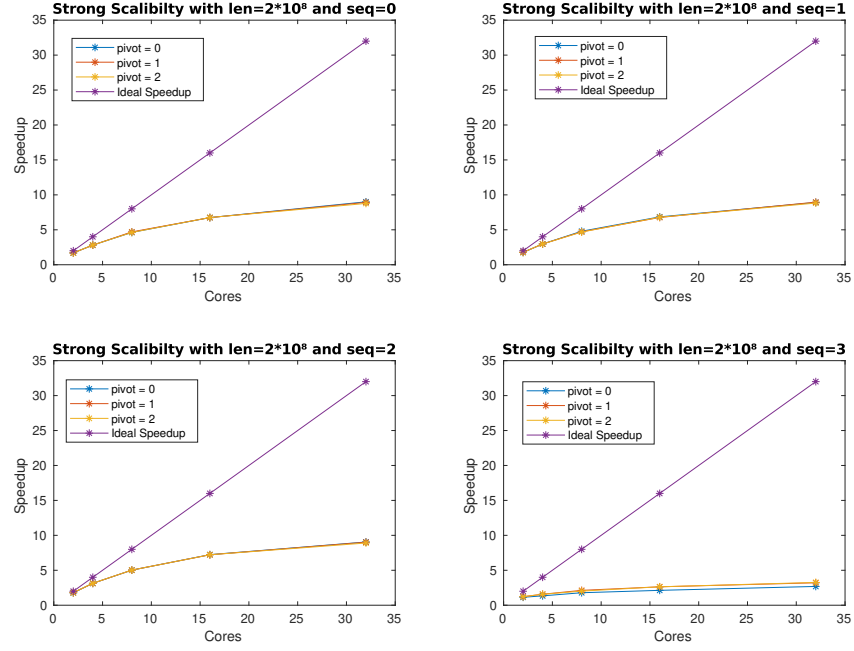 Strong Scalibilty with len=2*10⁸ and seq=0
35
30
25
20
15
10
5
0
Speedup
pivot = 0
pivot = 1
pivot = 2
Ideal Speedup
0 5 10 15 20 25 30 35
Cores
Strong Scalibilty with len=2*10⁸ and seq=1
35
30
25
20
15
10
5
0
Speedup
pivot = 0
pivot = 1
pivot = 2
Ideal Speedup
0 5 10 15 20 25 30 35
Cores
Strong Scalibilty with len=2*10⁸ and seq=2
35
30
25
20
15
10
5
0
Speedup
pivot = 0
pivot = 1
pivot = 2
Ideal Speedup
0 5 10 15 20 25 30 35
Cores
Strong Scalibilty with len=2*10⁸ and seq=3
35
30
25
20
15
10
5
0
Speedup
pivot = 0
pivot = 1
pivot = 2
Ideal Speedup
0 5 10 15 20 25 30 35
Cores